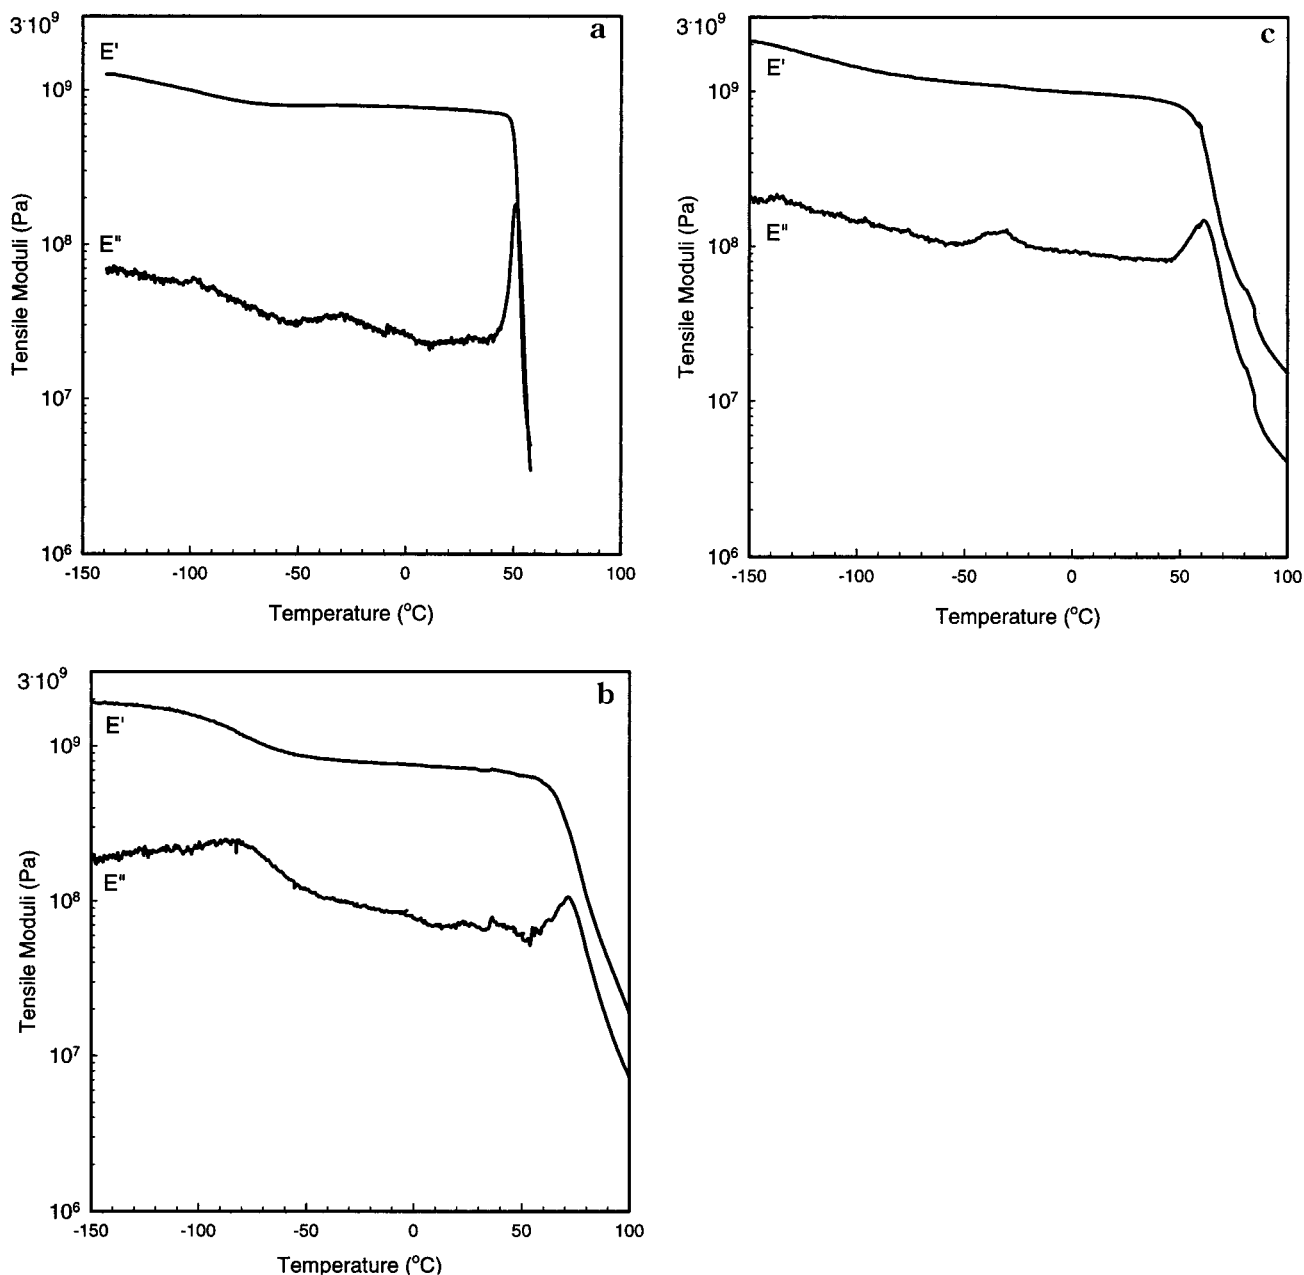 a
3·10⁹
10⁹
10⁸
10⁷
10⁶
Tensile Moduli (Pa)
E'
E"
-150 -100 -50 0 50 100
Temperature (°C)
c
3·10⁹
10⁹
10⁸
10⁷
10⁶
Tensile Moduli (Pa)
E'
E"
-150 -100 -50 0 50 100
Temperature (°C)
b
3·10⁹
10⁹
10⁸
10⁷
10⁶
Tensile Moduli (Pa)
E'
E"
-150 -100 -50 0 50 100
Temperature (°C)